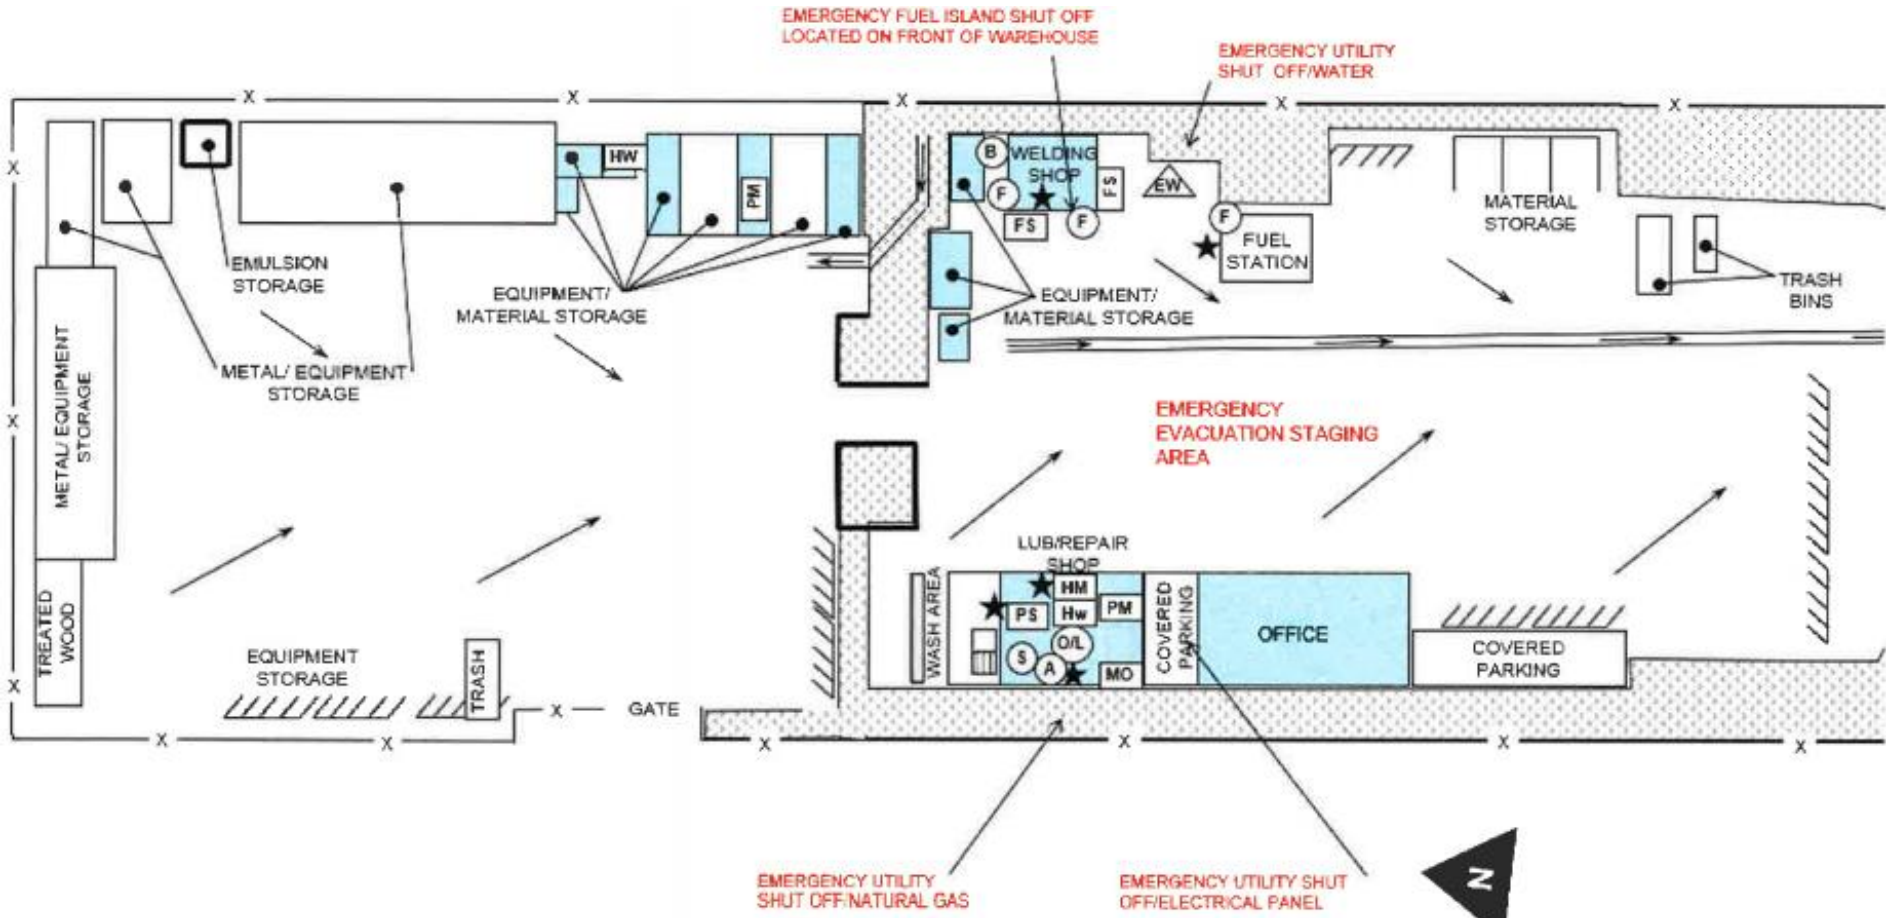 EMERGENCY FUEL ISLAND SHUT OFF
LOCATED ON FRONT OF WAREHOUSE
EMERGENCY UTILITY
SHUT OFF/WATER
X
X
X
X
X
X
X
X
HW
PM
B
WELDING
SHOP
F
FS
F
FS
EW
F
FUEL
STATION
MATERIAL
STORAGE
TRASH
BINS
EMULSION
STORAGE
EQUIPMENT/
MATERIAL STORAGE
EQUIPMENT/
MATERIAL STORAGE
METAL/ EQUIPMENT
STORAGE
METAL/ EQUIPMENT
STORAGE
EMERGENCY
EVACUATION STAGING
AREA
LUB/REPAIR
SHOP
WASH AREA
HM
PS
Hw
PM
O/L
S
A
MO
COVERED
PARKING
OFFICE
COVERED
PARKING
TREATED
WOOD
EQUIPMENT
STORAGE
TRASH
X
GATE
X
X
X
X
X
X
EMERGENCY UTILITY
SHUT OFF/NATURAL GAS
EMERGENCY UTILITY SHUT
OFF/ELECTRICAL PANEL
N